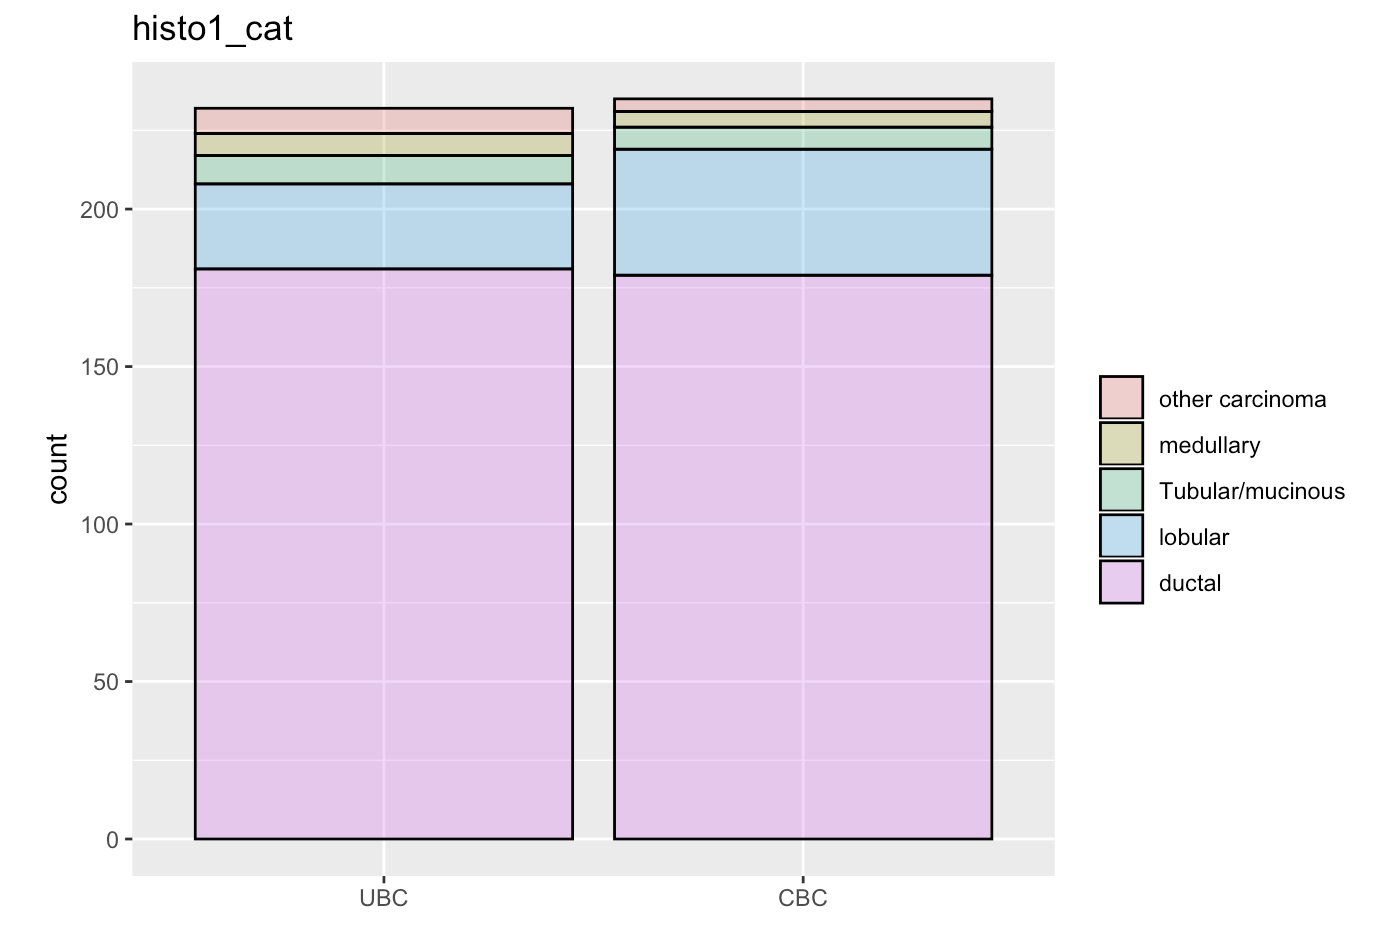 histo1_cat
count
200
150
100
50
0
UBC
CBC
other carcinoma
medullary
Tubular/mucinous
lobular
ductal